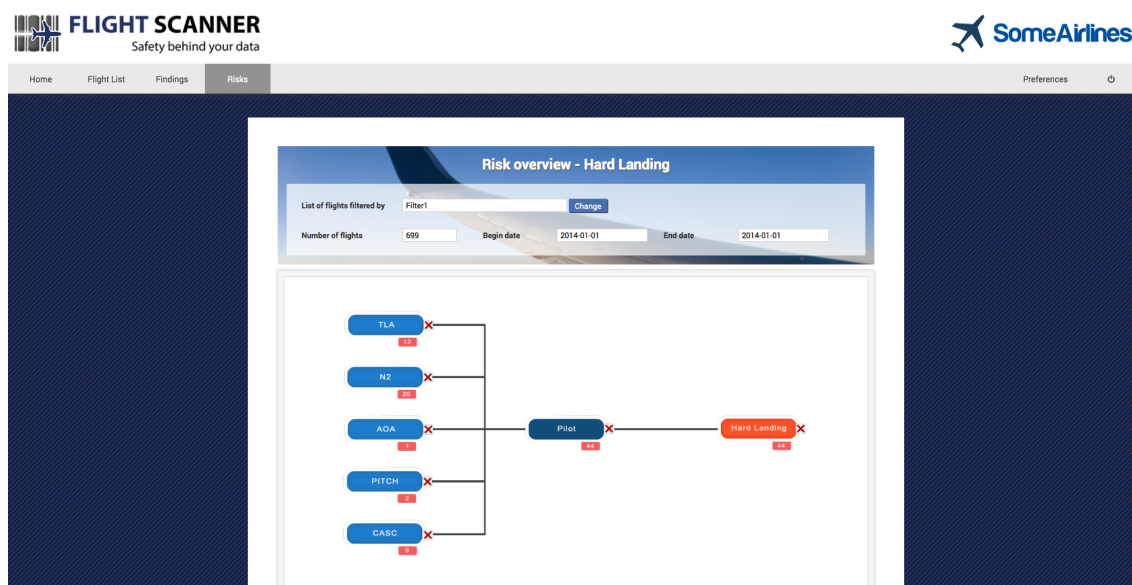 FLIGHT SCANNER
Safety behind your data
SomeAirlines
Home Flight List Findings Risks Preferences
Risk overview - Hard Landing
List of flights filtered by Filter1 Change
Number of flights 699 Begin date 2014-01-01 End date 2014-01-01
TLA
12
N2
20
AOA
1
Pilot
44
Hard Landing
44
PITCH
2
CASC
9